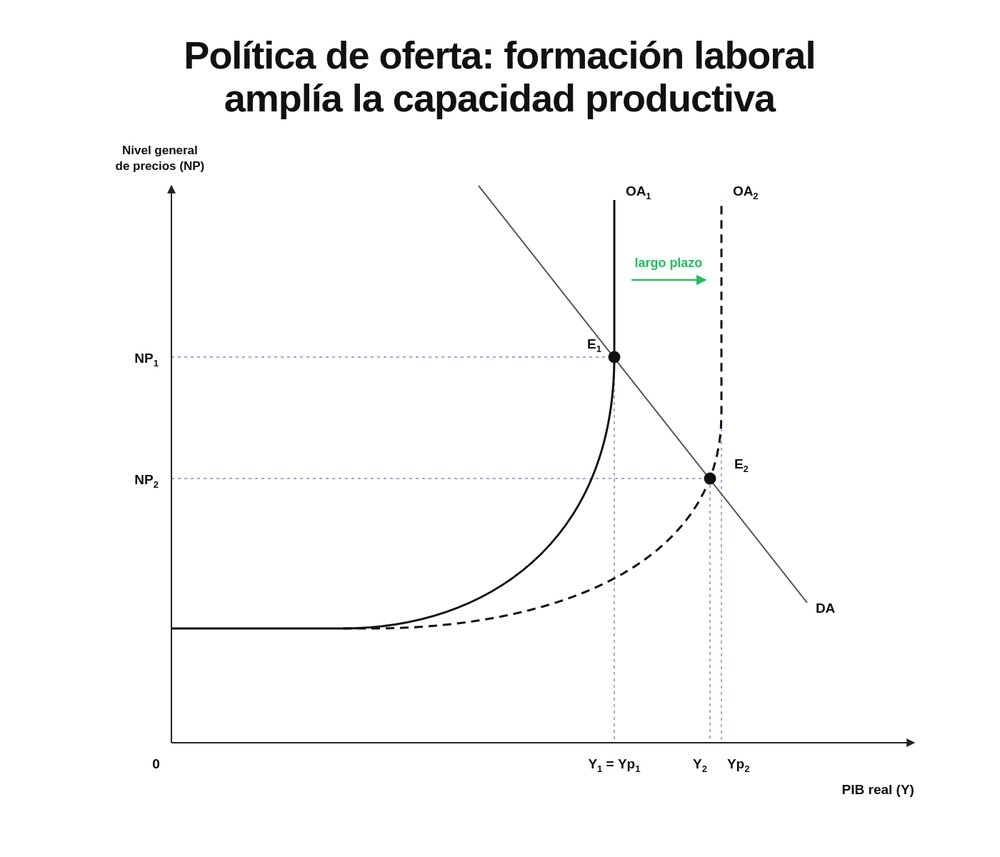 Política de oferta: formación laboral
amplía la capacidad productiva
Nivel general
de precios (NP)
OA₁
OA₂
largo plazo
E₁
NP₁
E₂
NP₂
DA
0
Y₁ = Yp₁
Y₂
Yp₂
PIB real (Y)